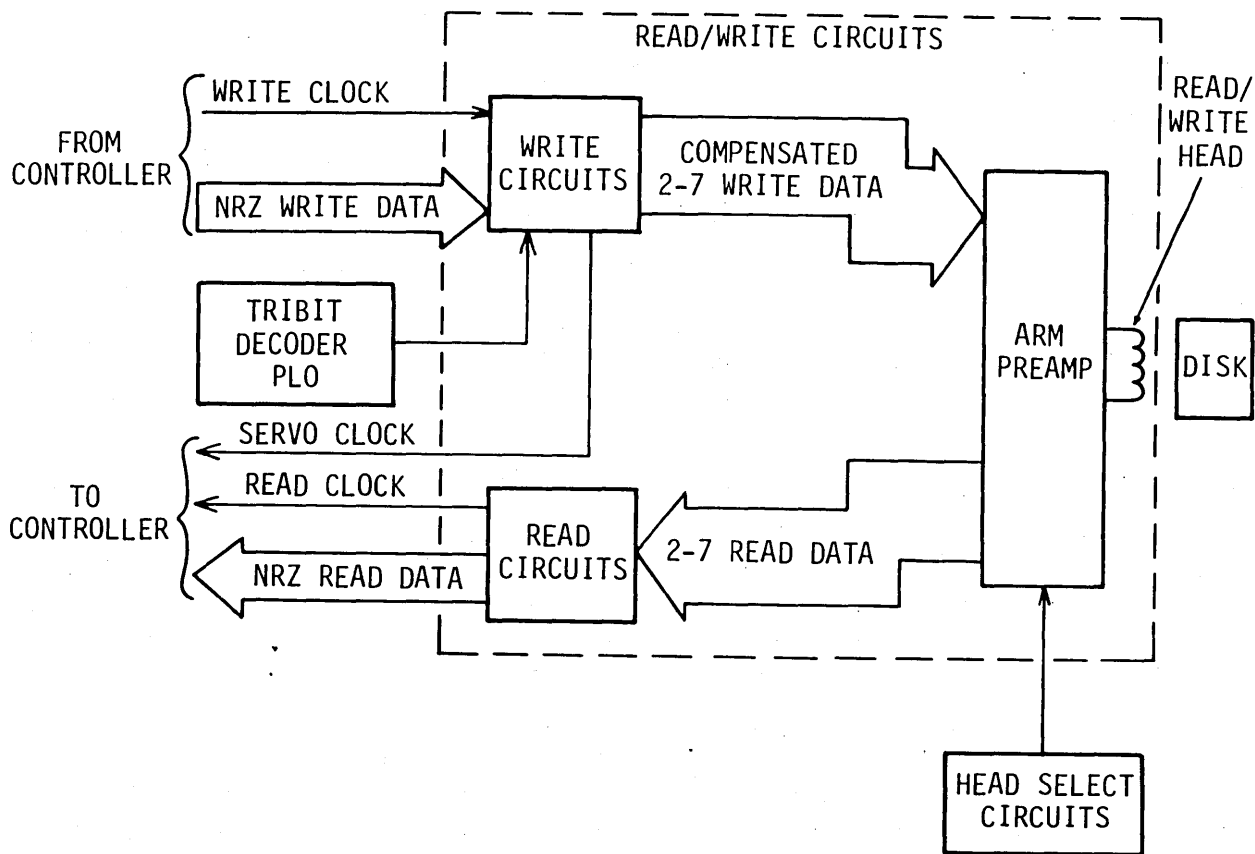 READ/WRITE CIRCUITS
WRITE CLOCK
FROM
CONTROLLER
NRZ WRITE DATA
WRITE
CIRCUITS
COMPENSATED
2-7 WRITE DATA
READ/
WRITE
HEAD
TRIBIT
DECODER
PLO
ARM
PREAMP
DISK
SERVO CLOCK
READ CLOCK
TO
CONTROLLER
NRZ READ DATA
READ
CIRCUITS
2-7 READ DATA
HEAD SELECT
CIRCUITS